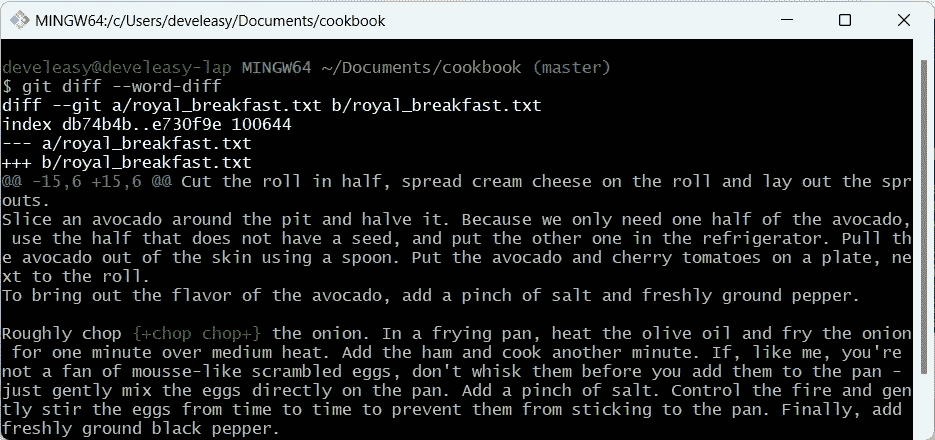 MINGW64:/c/Users/develeasy/Documents/cookbook
develeasy@develeasy-lap MINGW64 ~/Documents/cookbook (master)
$ git diff --word-diff
diff --git a/royal_breakfast.txt b/royal_breakfast.txt
index db74b4b..e730f9e 100644
--- a/royal_breakfast.txt
+++ b/royal_breakfast.txt
@@ -15,6 +15,6 @@ Cut the roll in half, spread cream cheese on the roll and lay out the spr
outs.
Slice an avocado around the pit and halve it. Because we only need one half of the avocado,
 use the half that does not have a seed, and put the other one in the refrigerator. Pull th
e avocado out of the skin using a spoon. Put the avocado and cherry tomatoes on a plate, ne
xt to the roll.
To bring out the flavor of the avocado, add a pinch of salt and freshly ground pepper.
Roughly chop {+chop chop+} the onion. In a frying pan, heat the olive oil and fry the onion
 for one minute over medium heat. Add the ham and cook another minute. If, like me, you're
not a fan of mousse-like scrambled eggs, don't whisk them before you add them to the pan -
just gently mix the eggs directly on the pan. Add a pinch of salt. Control the fire and gen
tly stir the eggs from time to time to prevent them from sticking to the pan. Finally, add
freshly ground black pepper.